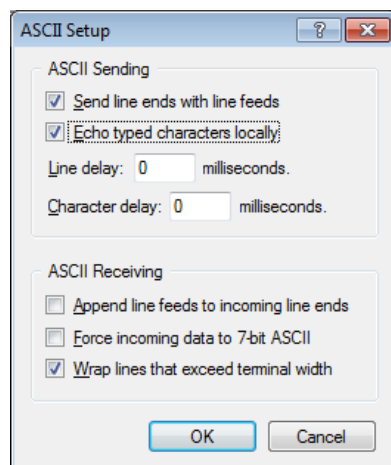 ASCII Setup
ASCII Sending
Send line ends with line feeds
Echo typed characters locally
Line delay: 0 milliseconds.
Character delay: 0 milliseconds.
ASCII Receiving
Append line feeds to incoming line ends
Force incoming data to 7-bit ASCII
Wrap lines that exceed terminal width
OK Cancel